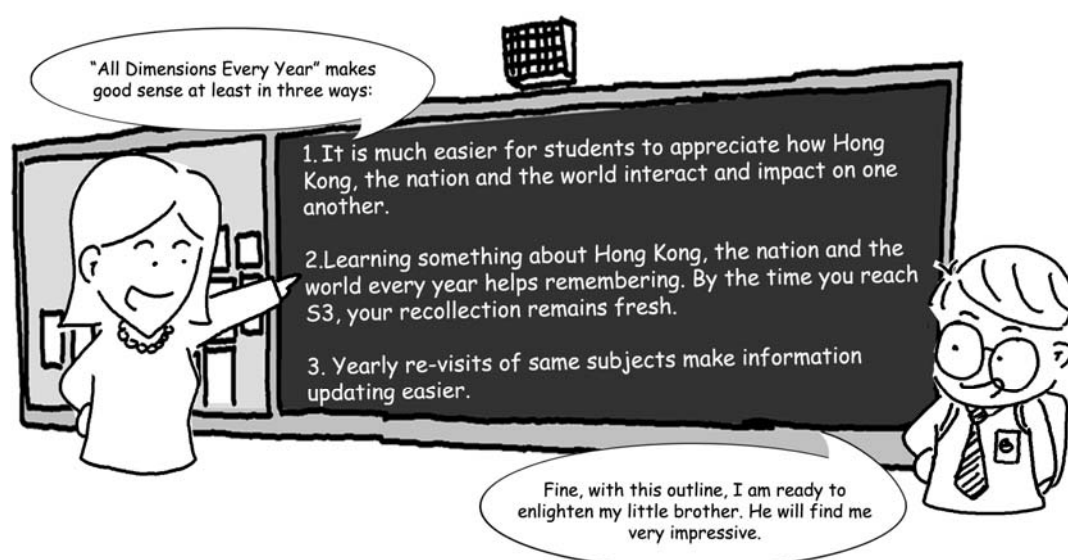 “All Dimensions Every Year” makes
good sense at least in three ways:
1. It is much easier for students to appreciate how Hong
Kong, the nation and the world interact and impact on one
another.
2.Learning something about Hong Kong, the nation and the
world every year helps remembering. By the time you reach
S3, your recollection remains fresh.
3. Yearly re-visits of same subjects make information
updating easier.
Fine, with this outline, I am ready to
enlighten my little brother. He will find me
very impressive.